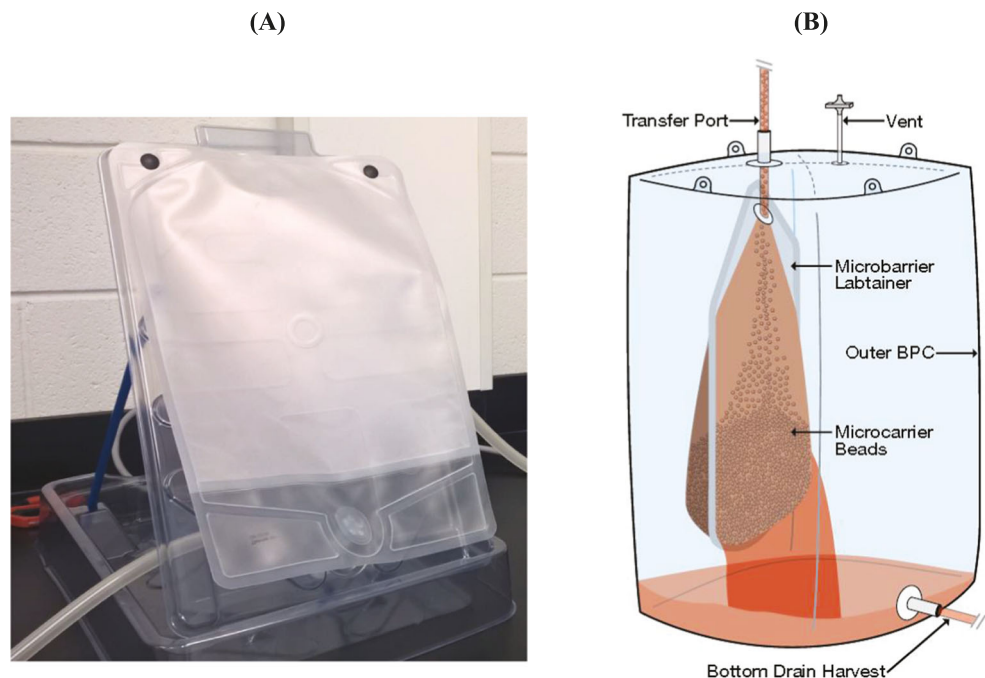 (A)
(B)
Transfer Port
Vent
Microbarrier
Labtainer
Outer BPC
Microcarrier
Beads
Bottom Drain Harvest